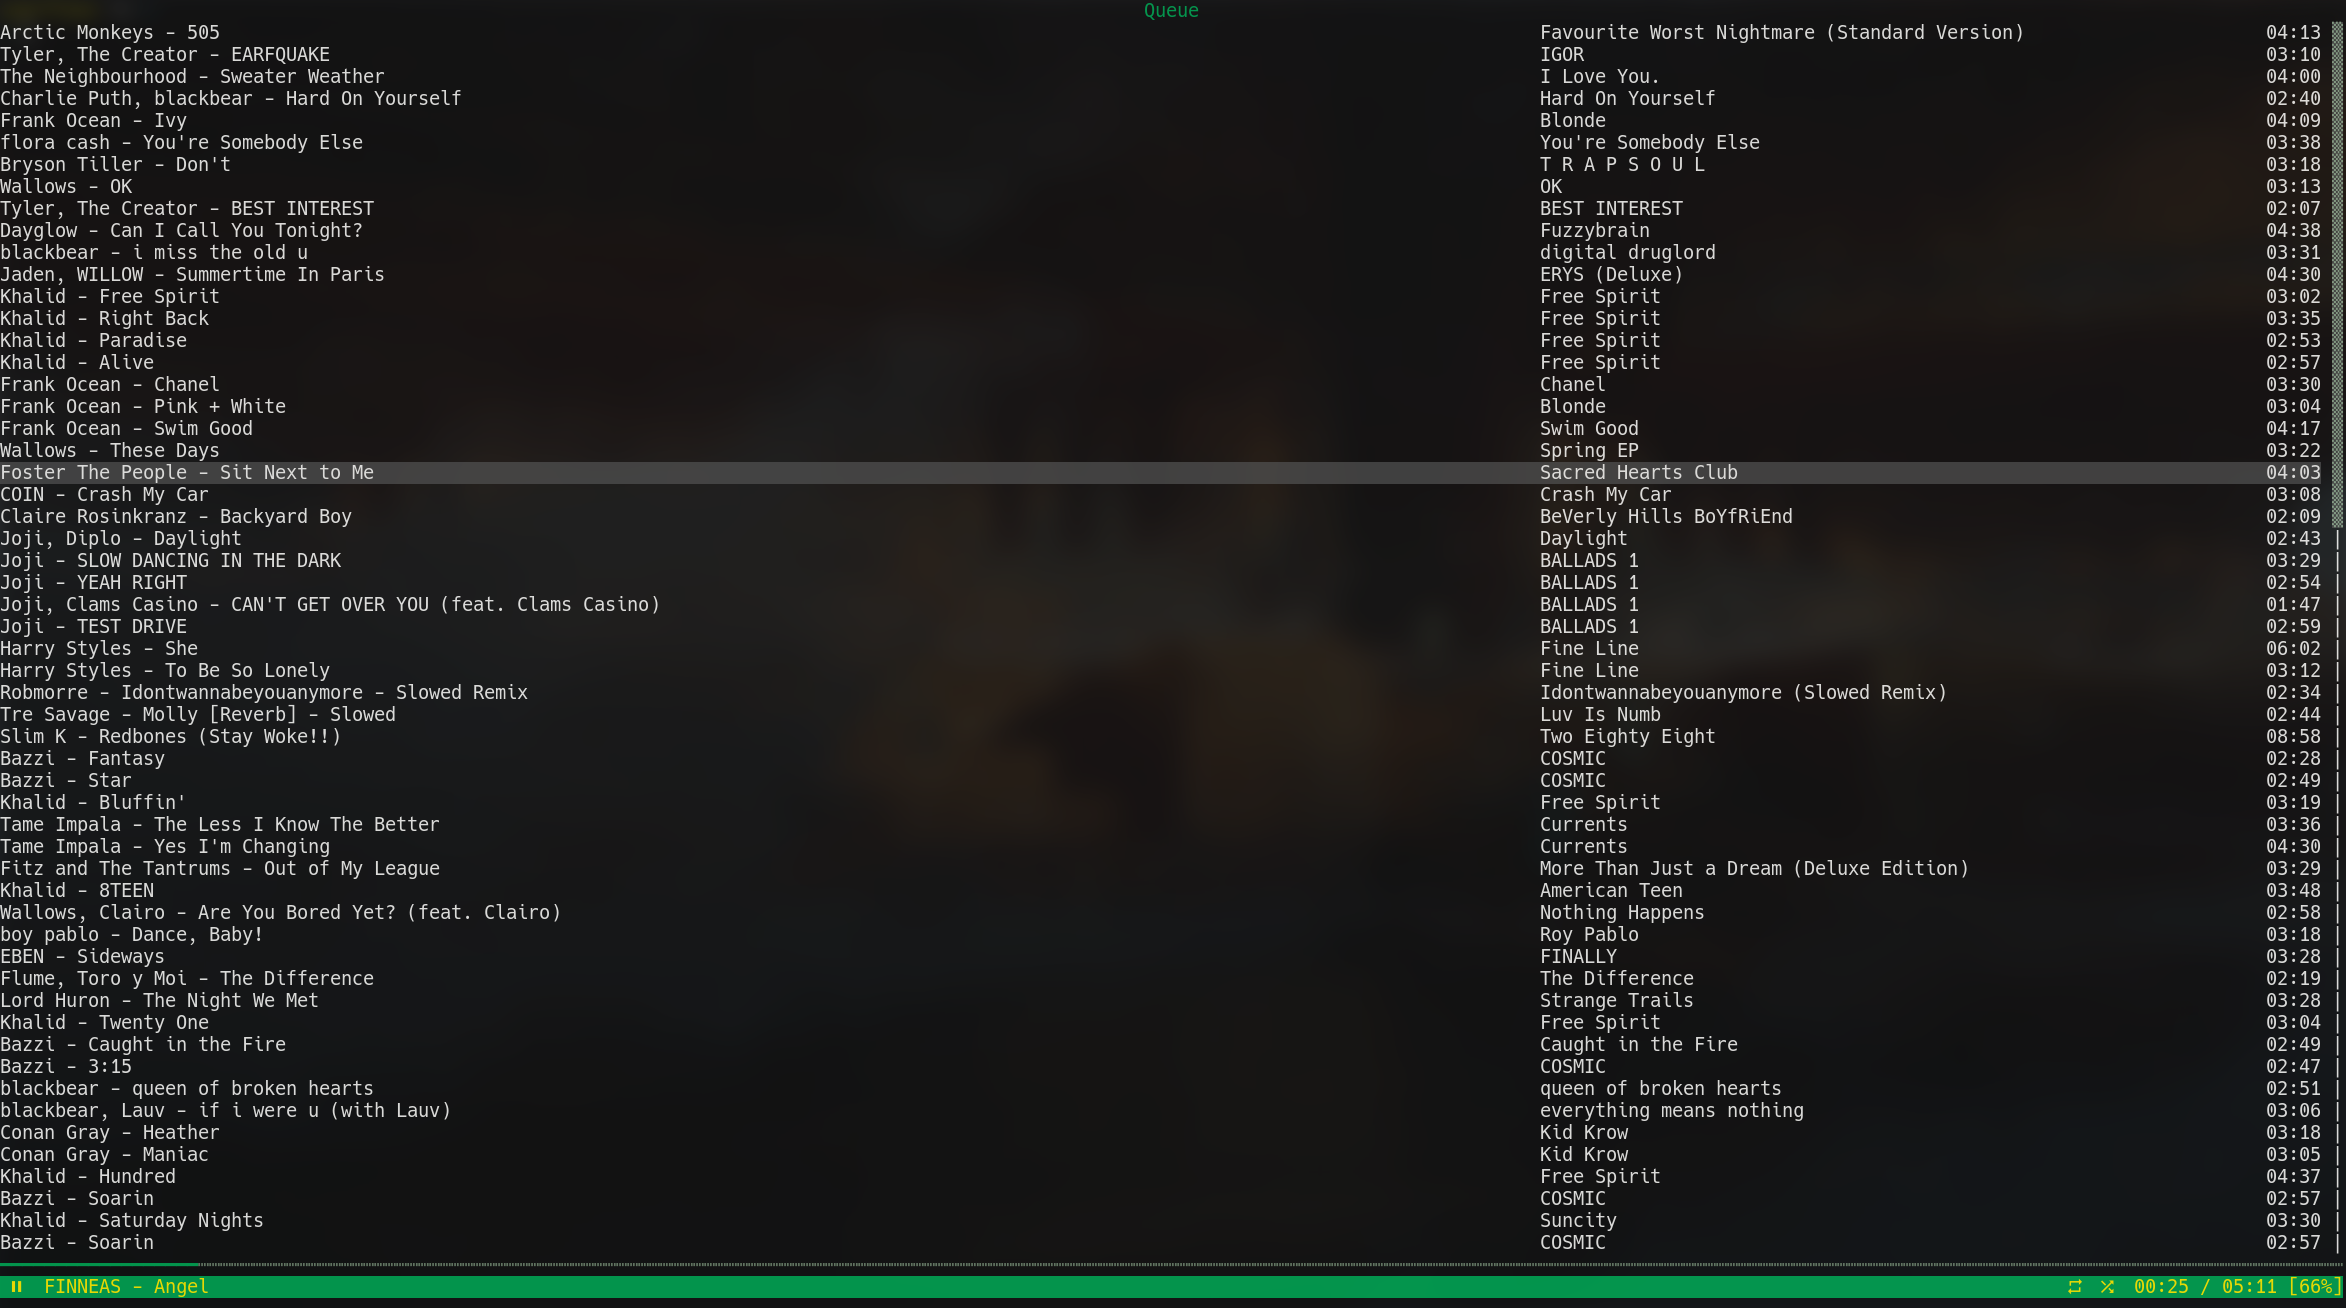 Queue
Arctic Monkeys - 505 Favourite Worst Nightmare (Standard Version) 04:13
Tyler, The Creator - EARFQUAKE IGOR 03:10
The Neighbourhood - Sweater Weather I Love You. 04:00
Charlie Puth, blackbear - Hard On Yourself Hard On Yourself 02:40
Frank Ocean - Ivy Blonde 04:09
flora cash - You're Somebody Else You're Somebody Else 03:38
Bryson Tiller - Don't T R A P S O U L 03:18
Wallows - OK OK 03:13
Tyler, The Creator - BEST INTEREST BEST INTEREST 02:07
Dayglow - Can I Call You Tonight? Fuzzybrain 04:38
blackbear - i miss the old u digital druglord 03:31
Jaden, WILLOW - Summertime In Paris ERYS (Deluxe) 04:30
Khalid - Free Spirit Free Spirit 03:02
Khalid - Right Back Free Spirit 03:35
Khalid - Paradise Free Spirit 02:53
Khalid - Alive Free Spirit 02:57
Frank Ocean - Chanel Chanel 03:30
Frank Ocean - Pink + White Blonde 03:04
Frank Ocean - Swim Good Swim Good 04:17
Wallows - These Days Spring EP 03:22
Foster The People - Sit Next to Me Sacred Hearts Club 04:03
COIN - Crash My Car Crash My Car 03:08
Claire Rosinkranz - Backyard Boy BeVerly Hills BoYfRiEnd 02:09
Joji, Diplo - Daylight Daylight 02:43
Joji - SLOW DANCING IN THE DARK BALLADS 1 03:29
Joji - YEAH RIGHT BALLADS 1 02:54
Joji, Clams Casino - CAN'T GET OVER YOU (feat. Clams Casino) BALLADS 1 01:47
Joji - TEST DRIVE BALLADS 1 02:59
Harry Styles - She Fine Line 06:02
Harry Styles - To Be So Lonely Fine Line 03:12
Robmorre - Idontwannabeyouanymore - Slowed Remix Idontwannabeyouanymore (Slowed Remix) 02:34
Tre Savage - Molly [Reverb] - Slowed Luv Is Numb 02:44
Slim K - Redbones (Stay Woke!!) Two Eighty Eight 08:58
Bazzi - Fantasy COSMIC 02:28
Bazzi - Star COSMIC 02:49
Khalid - Bluffin' Free Spirit 03:19
Tame Impala - The Less I Know The Better Currents 03:36
Tame Impala - Yes I'm Changing Currents 04:30
Fitz and The Tantrums - Out of My League More Than Just a Dream (Deluxe Edition) 03:29
Khalid - 8TEEN American Teen 03:48
Wallows, Clairo - Are You Bored Yet? (feat. Clairo) Nothing Happens 02:58
boy pablo - Dance, Baby! Roy Pablo 03:18
EBEN - Sideways FINALLY 03:28
Flume, Toro y Moi - The Difference The Difference 02:19
Lord Huron - The Night We Met Strange Trails 03:28
Khalid - Twenty One Free Spirit 03:04
Bazzi - Caught in the Fire Caught in the Fire 02:49
Bazzi - 3:15 COSMIC 02:47
blackbear - queen of broken hearts queen of broken hearts 02:51
blackbear, Lauv - if i were u (with Lauv) everything means nothing 03:06
Conan Gray - Heather Kid Krow 03:18
Conan Gray - Maniac Kid Krow 03:05
Khalid - Hundred Free Spirit 04:37
Bazzi - Soarin COSMIC 02:57
Khalid - Saturday Nights Suncity 03:30
Bazzi - Soarin COSMIC 02:57
FINNEAS - Angel 00:25 / 05:11 [66%]